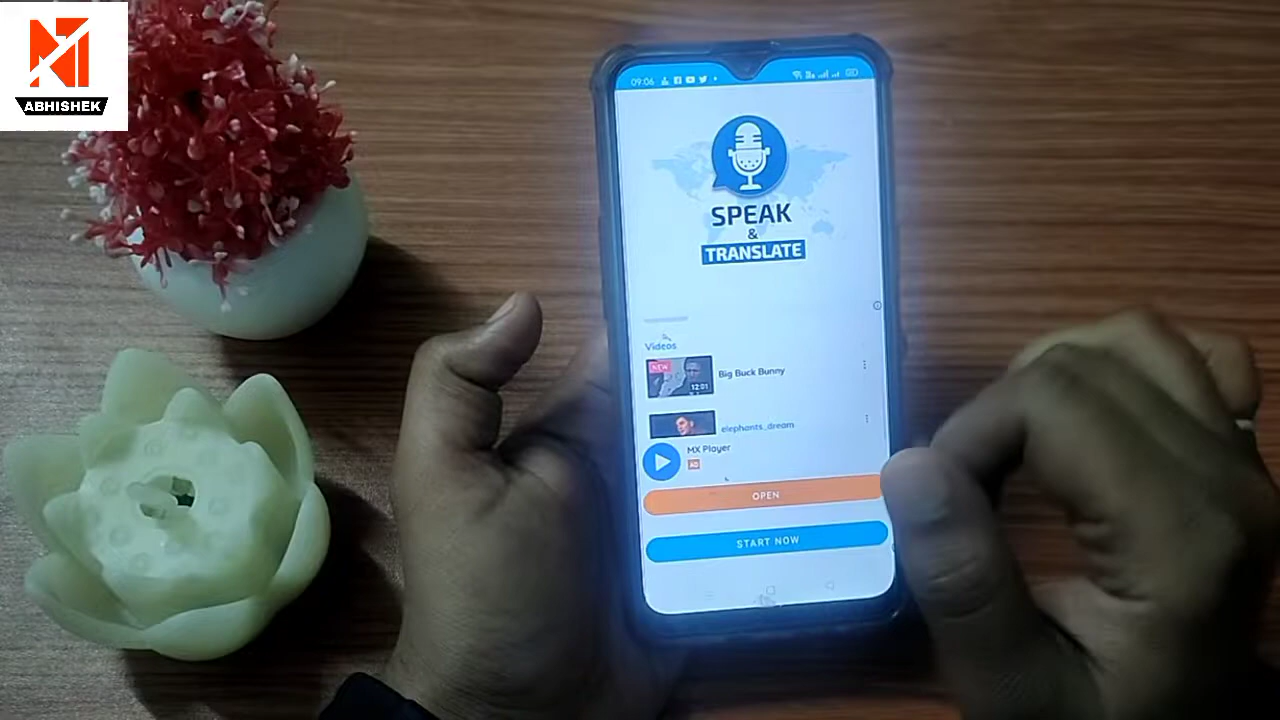 ABHISHEK
09:06
SPEAK
&
TRANSLATE
Videos
NEW
12:01
Big Buck Bunny
elephants_dream
MX Player
AD
OPEN
START NOW